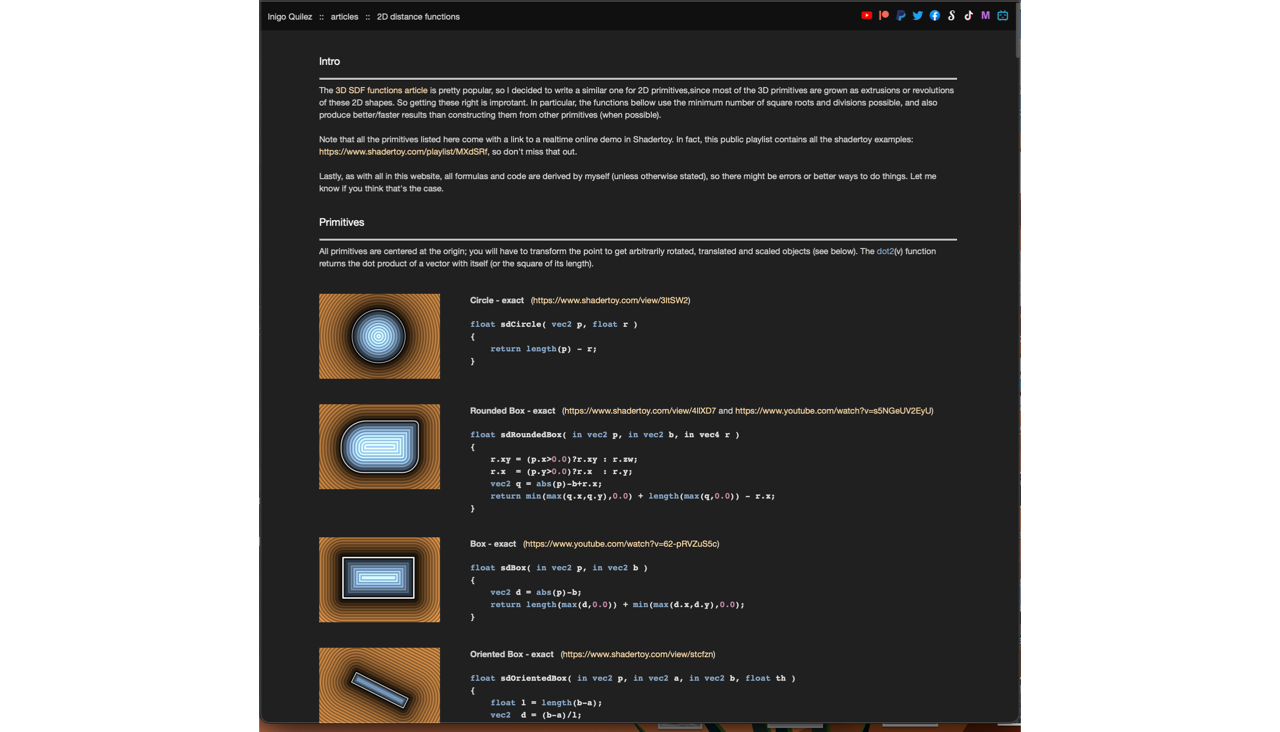 Inigo Quilez :: articles :: 2D distance functions
Intro
The 3D SDF functions article is pretty popular, so I decided to write a similar one for 2D primitives,since most of the 3D primitives are grown as extrusions or revolutions
of these 2D shapes. So getting these right is improtant. In particular, the functions bellow use the minimum number of square roots and divisions possible, and also
produce better/faster results than constructing them from other primitives (when possible).
Note that all the primitives listed here come with a link to a realtime online demo in Shadertoy. In fact, this public playlist contains all the shadertoy examples:
https://www.shadertoy.com/playlist/MXdSRf, so don't miss that out.
Lastly, as with all in this website, all formulas and code are derived by myself (unless otherwise stated), so there might be errors or better ways to do things. Let me
know if you think that's the case.
Primitives
All primitives are centered at the origin; you will have to transform the point to get arbitrarily rotated, translated and scaled objects (see below). The dot2(v) function
returns the dot product of a vector with itself (or the square of its length).
Circle - exact (https://www.shadertoy.com/view/3ltSW2)
float sdCircle( vec2 p, float r )
{
return length(p) - r;
}
Rounded Box - exact (https://www.shadertoy.com/view/4llXD7 and https://www.youtube.com/watch?v=s5NGeUV2EyU)
float sdRoundedBox( in vec2 p, in vec2 b, in vec4 r )
{
r.xy = (p.x>0.0)?r.xy : r.zw;
r.x  = (p.y>0.0)?r.x  : r.y;
vec2 q = abs(p)-b+r.x;
return min(max(q.x,q.y),0.0) + length(max(q,0.0)) - r.x;
}
Box - exact (https://www.youtube.com/watch?v=62-pRVZuS5c)
float sdBox( in vec2 p, in vec2 b )
{
vec2 d = abs(p)-b;
return length(max(d,0.0)) + min(max(d.x,d.y),0.0);
}
Oriented Box - exact (https://www.shadertoy.com/view/stcfzn)
float sdOrientedBox( in vec2 p, in vec2 a, in vec2 b, float th )
{
float l = length(b-a);
vec2  d = (b-a)/l;